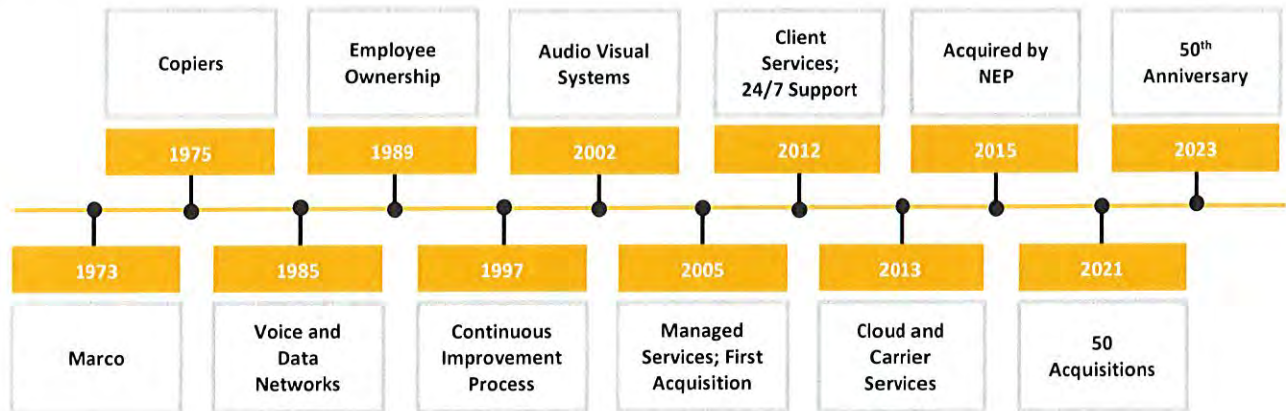 Copiers
1975
Employee
Ownership
1989
Audio Visual
Systems
2002
Client
Services;
24/7 Support
2012
Acquired by
NEP
2015
50th
Anniversary
2023
1973
Marco
1985
Voice and
Data
Networks
1997
Continuous
Improvement
Process
2005
Managed
Services; First
Acquisition
2013
Cloud and
Carrier
Services
2021
50
Acquisitions